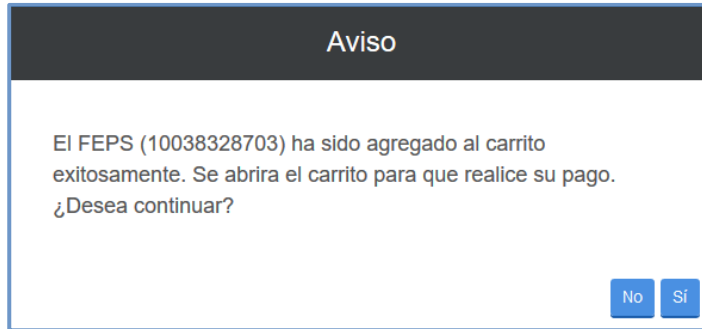 Aviso
El FEPS (10038328703) ha sido agregado al carrito
exitosamente. Se abrira el carrito para que realice su pago.
¿Desea continuar?
No Sí